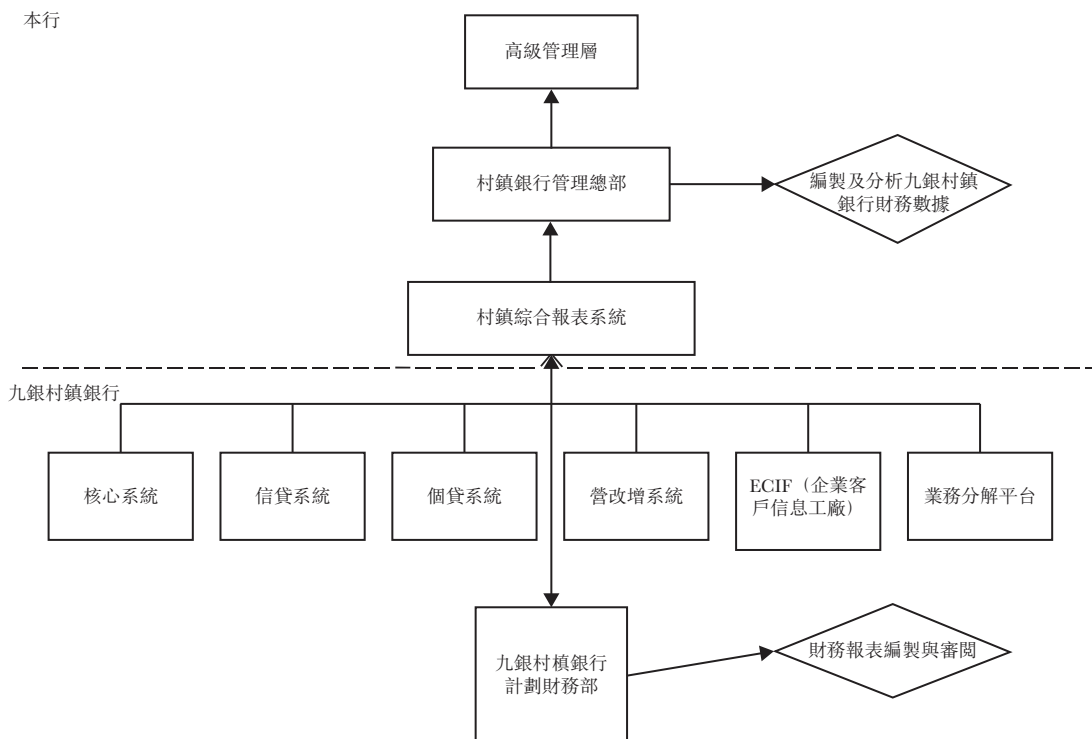 本行
高級管理層
村鎮銀行管理總部
編製及分析九銀村鎮
銀行財務數據
村鎮綜合報表系統
九銀村鎮銀行
核心系統
信貸系統
個貸系統
營改增系統
ECIF（企業客
戶信息工廠）
業務分解平台
九銀村槙銀行
計劃財務部
財務報表編製與審閲